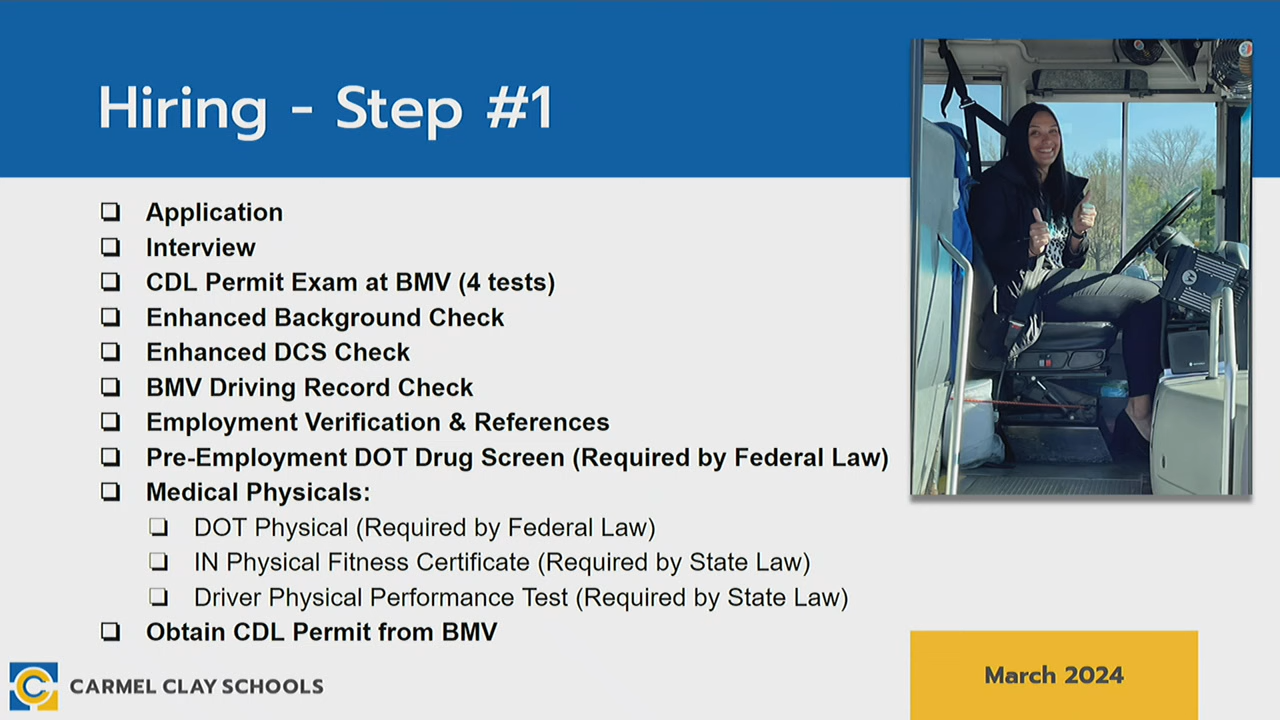 Hiring - Step #1
❏ Application
❏ Interview
❏ CDL Permit Exam at BMV (4 tests)
❏ Enhanced Background Check
❏ Enhanced DCS Check
❏ BMV Driving Record Check
❏ Employment Verification & References
❏ Pre-Employment DOT Drug Screen (Required by Federal Law)
❏ Medical Physicals:
❏ DOT Physical (Required by Federal Law)
❏ IN Physical Fitness Certificate (Required by State Law)
❏ Driver Physical Performance Test (Required by State Law)
❏ Obtain CDL Permit from BMV
CARMEL CLAY SCHOOLS
March 2024